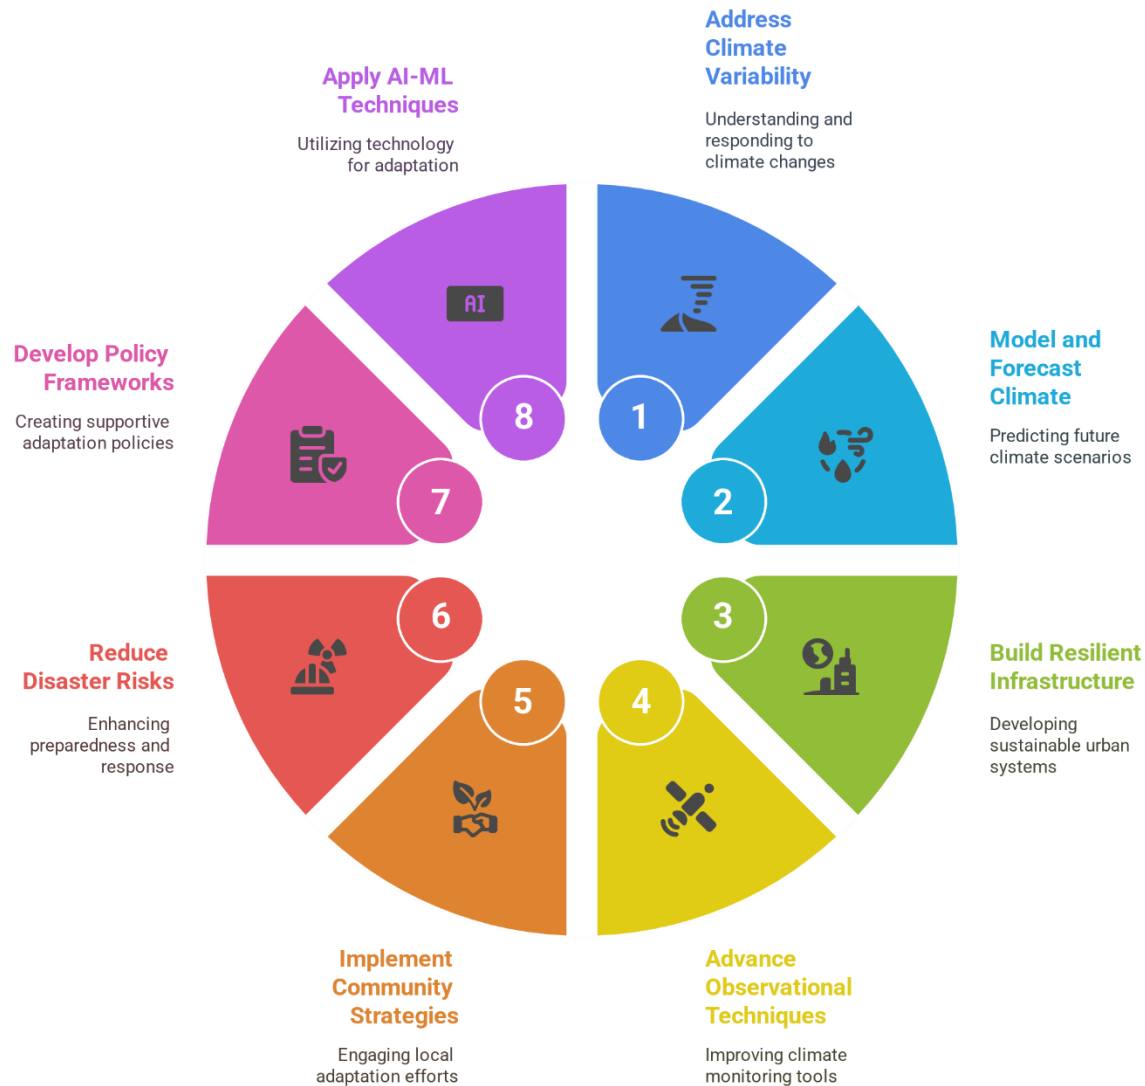 Address
Climate
Variability
Understanding and
responding to
climate changes
1
Model and
Forecast
Climate
Predicting future
climate scenarios
2
Build Resilient
Infrastructure
Developing
sustainable urban
systems
3
Advance
Observational
Techniques
Improving climate
monitoring tools
4
Implement
Community
Strategies
Engaging local
adaptation efforts
5
Reduce
Disaster Risks
Enhancing
preparedness and
response
6
Develop Policy
Frameworks
Creating supportive
adaptation policies
7
Apply AI-ML
Techniques
Utilizing technology
for adaptation
AI
8